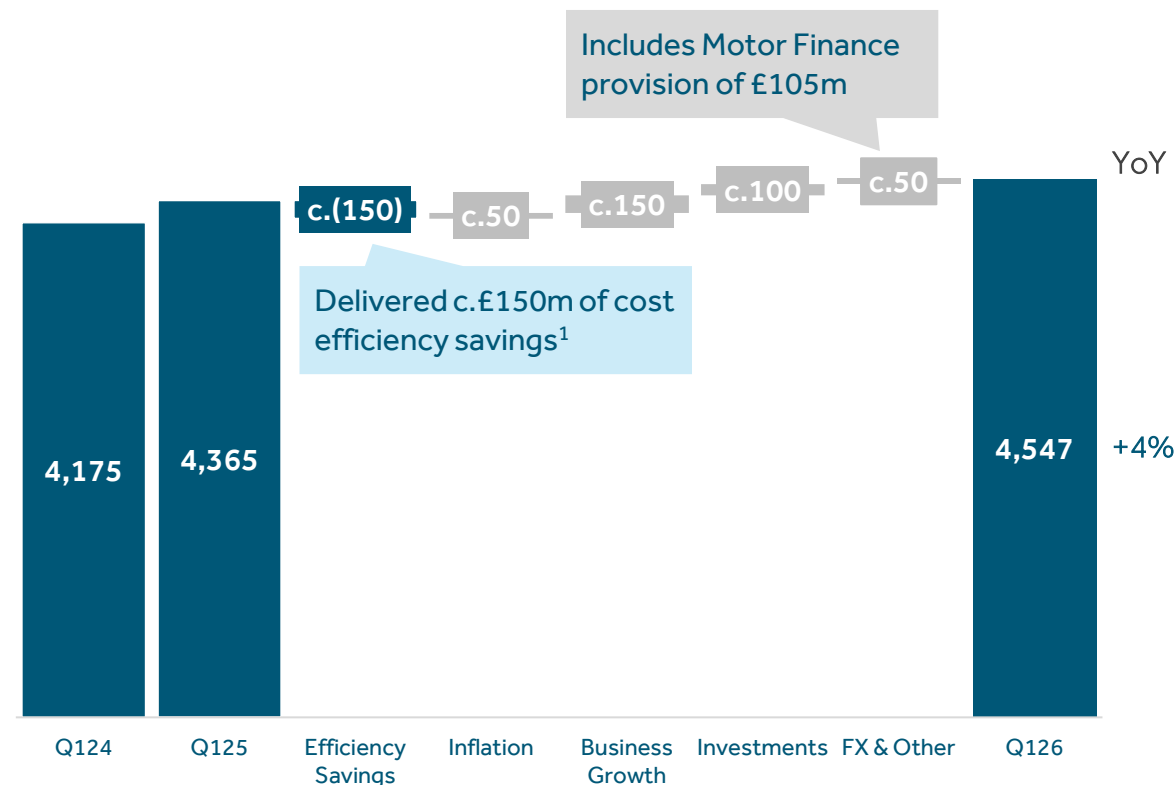 Includes Motor Finance
provision of £105m
YoY
c.(150)
c.50
c.150
c.100
c.50
Delivered c.£150m of cost
efficiency savings¹
4,175
4,365
4,547
+4%
Q124
Q125
Efficiency
Savings
Inflation
Business
Growth
Investments
FX & Other
Q126